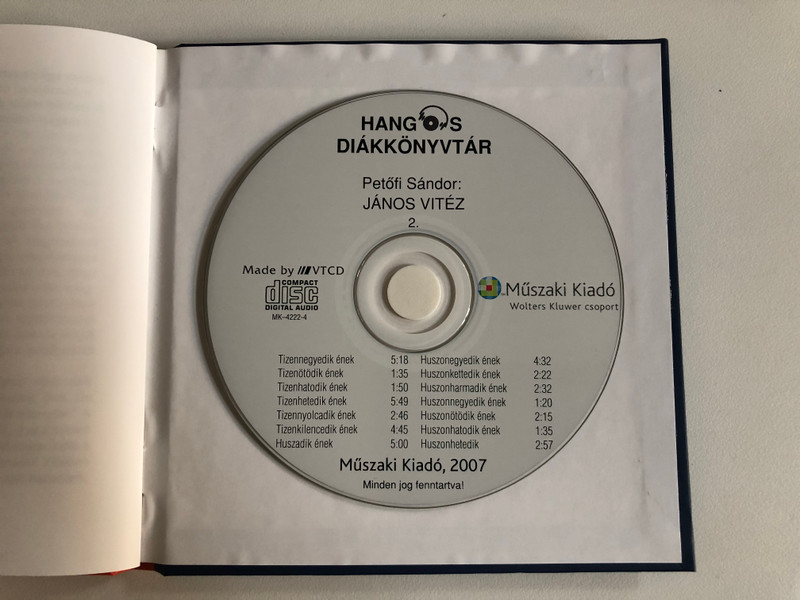 HANGOS
DIÁKKÖNYVTÁR
Petőfi Sándor:
JÁNOS VITÉZ
2.
Made by VTCD
COMPACT
disc
DIGITAL AUDIO
MK-4222-4
Műszaki Kiadó
Wolters Kluwer csoport
Tizennegyedik ének 5:18
Tizenötödik ének 1:35
Tizenhatodik ének 1:50
Tizenhetedik ének 5:49
Tizennyolcadik ének 2:46
Tizenkilencedik ének 4:45
Huszadik ének 5:00
Huszonegyedik ének 4:32
Huszonkettedik ének 2:22
Huszonharmadik ének 2:32
Huszonnegyedik ének 1:20
Huszonötödik ének 2:15
Huszonhatodik ének 1:35
Huszonhetedik 2:57
Műszaki Kiadó, 2007
Minden jog fenntartva!